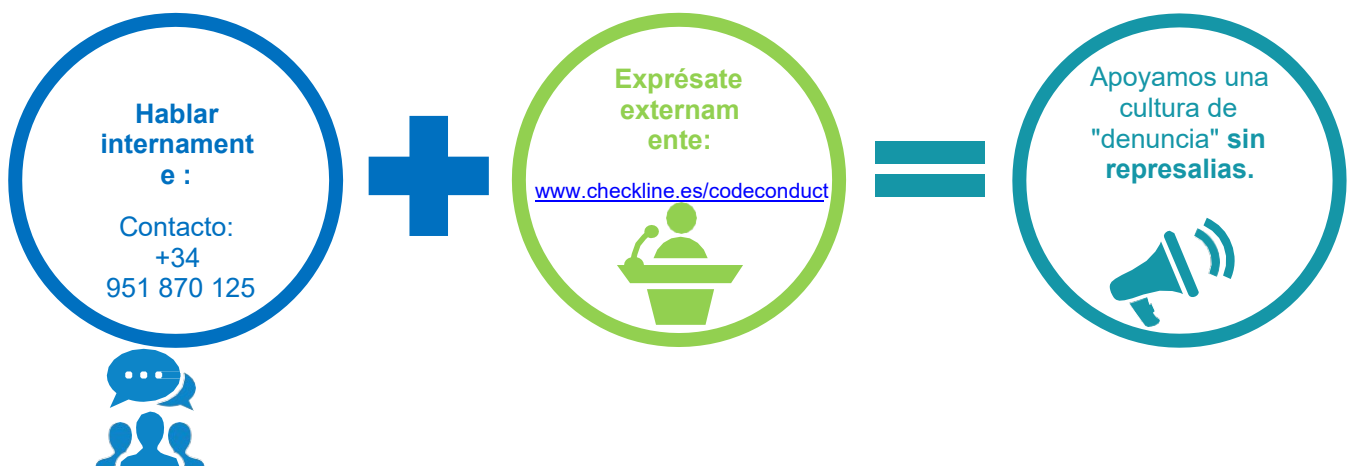 Hablar
internament
e :
Contacto:
+34
951 870 125
Exprésate
externam
ente:
www.checkline.es/codeconduct
Apoyamos una
cultura de
"denuncia" sin
represalias.